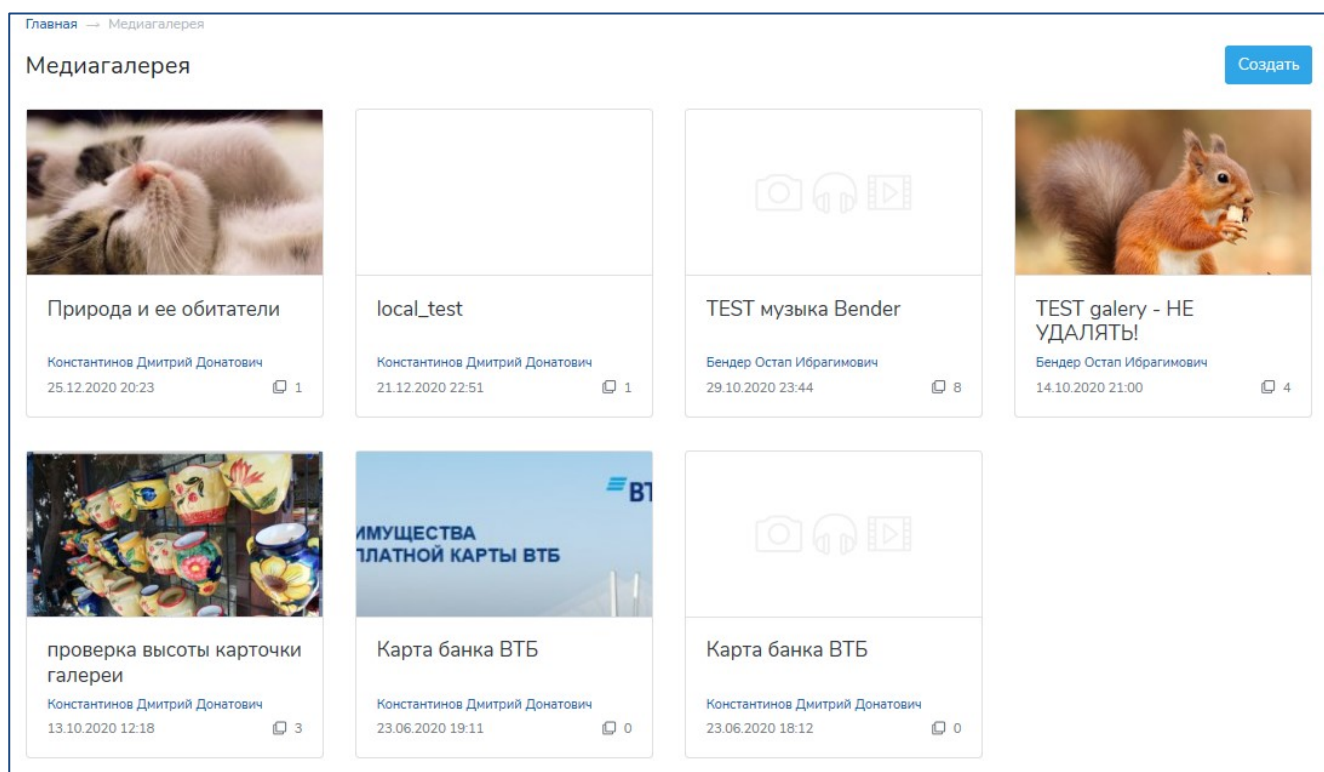 Главная → Медиагалерея
Медиагалерея
Создать
Природа и ее обитатели
Константинов Дмитрий Донатович
25.12.2020 20:23 1
local_test
Константинов Дмитрий Донатович
21.12.2020 22:51 1
TEST музыка Bender
Бендер Остап Ибрагимович
29.10.2020 23:44 8
TEST galery - НЕ
УДАЛЯТЬ!
Бендер Остап Ибрагимович
14.10.2020 21:00 4
проверка высоты карточки
галереи
Константинов Дмитрий Донатович
13.10.2020 12:18 3
ВТ
ИМУЩЕСТВА
ПЛАТНОЙ КАРТЫ ВТБ
Карта банка ВТБ
Константинов Дмитрий Донатович
23.06.2020 19:11 0
Карта банка ВТБ
Константинов Дмитрий Донатович
23.06.2020 18:12 0